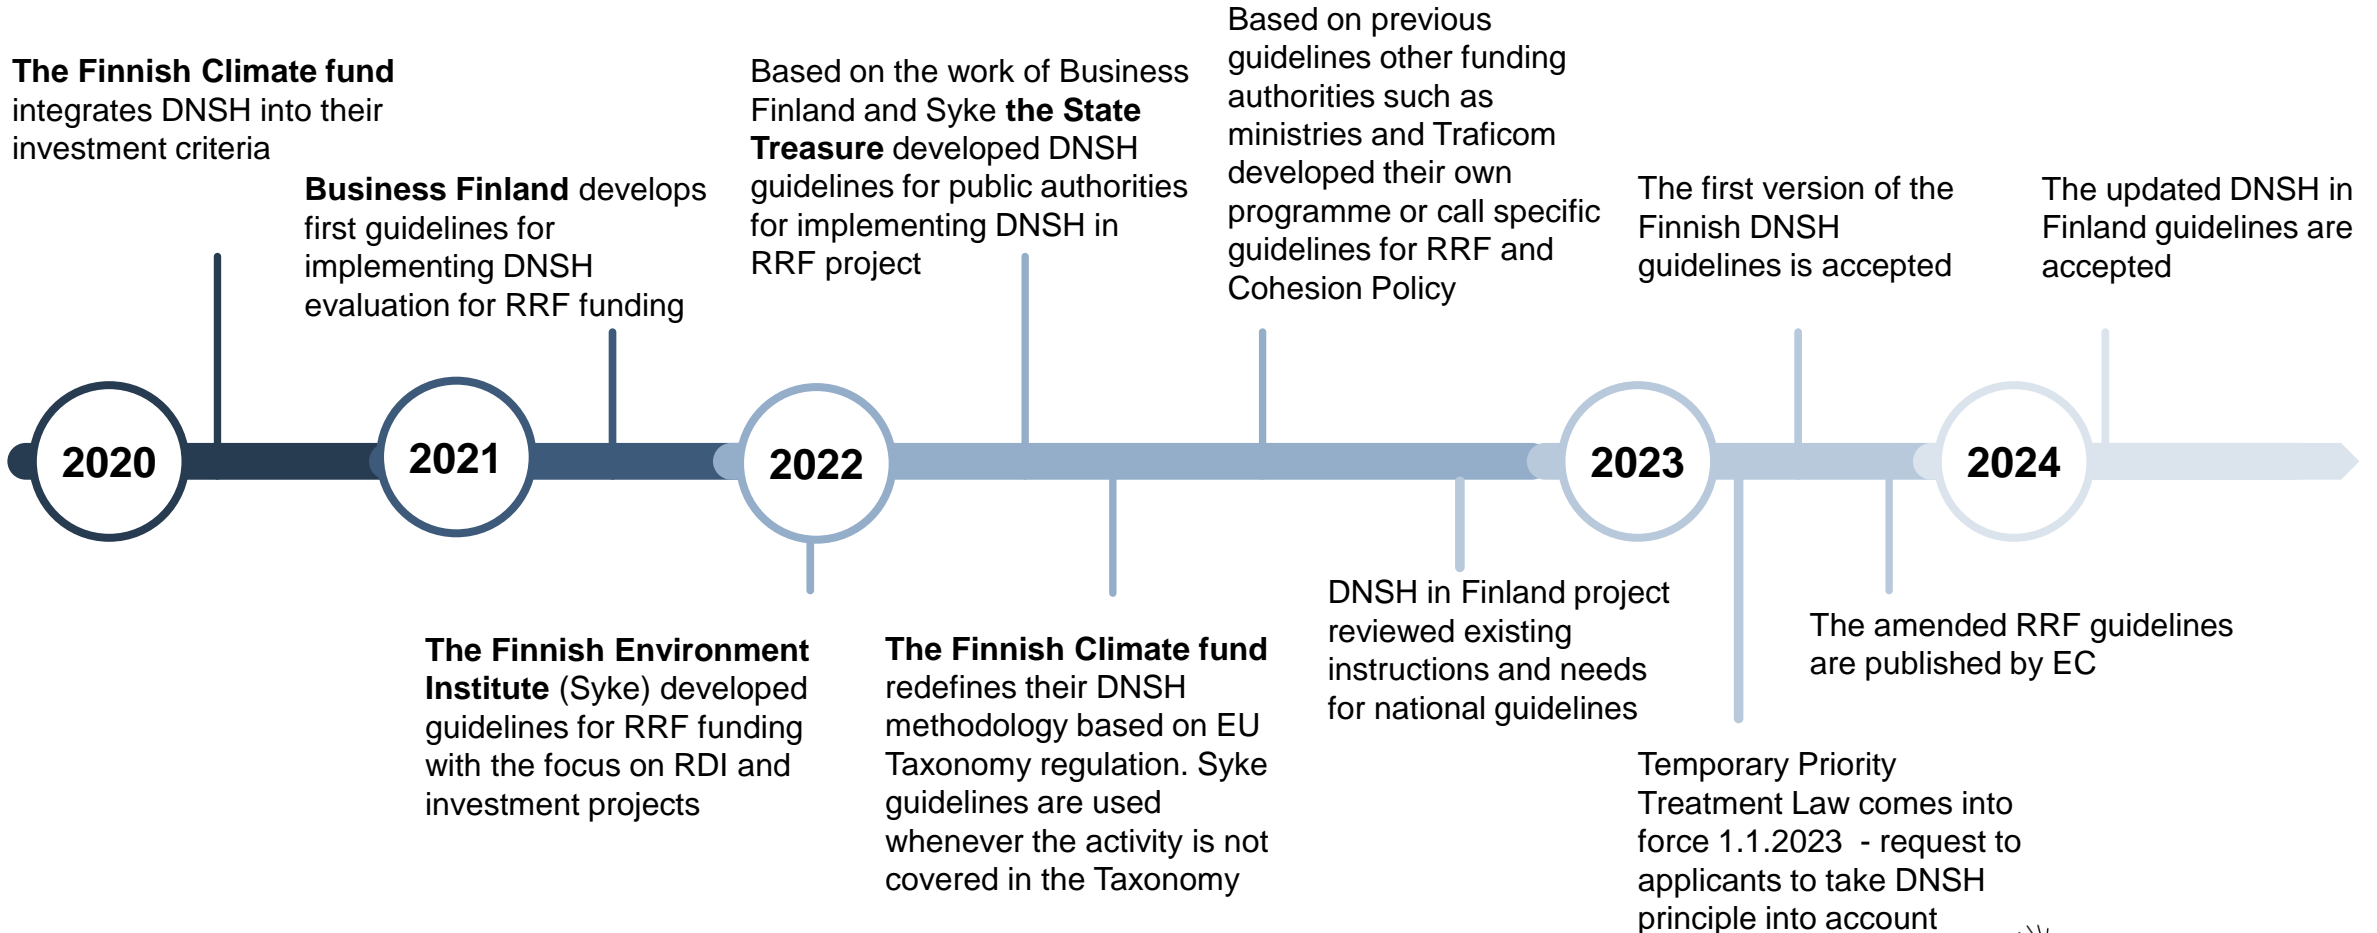 The Finnish Climate fund
integrates DNSH into their
investment criteria
Business Finland develops
first guidelines for
implementing DNSH
evaluation for RRF funding
Based on the work of Business
Finland and Syke the State
Treasure developed DNSH
guidelines for public authorities
for implementing DNSH in
RRF project
Based on previous
guidelines other funding
authorities such as
ministries and Traficom
developed their own
programme or call specific
guidelines for RRF and
Cohesion Policy
The first version of the
Finnish DNSH
guidelines is accepted
The updated DNSH in
Finland guidelines are
accepted
2020
2021
2022
2023
2024
The Finnish Environment
Institute (Syke) developed
guidelines for RRF funding
with the focus on RDI and
investment projects
The Finnish Climate fund
redefines their DNSH
methodology based on EU
Taxonomy regulation. Syke
guidelines are used
whenever the activity is not
covered in the Taxonomy
DNSH in Finland project
reviewed existing
instructions and needs
for national guidelines
Temporary Priority
Treatment Law comes into
force 1.1.2023  - request to
applicants to take DNSH
principle into account
The amended RRF guidelines
are published by EC